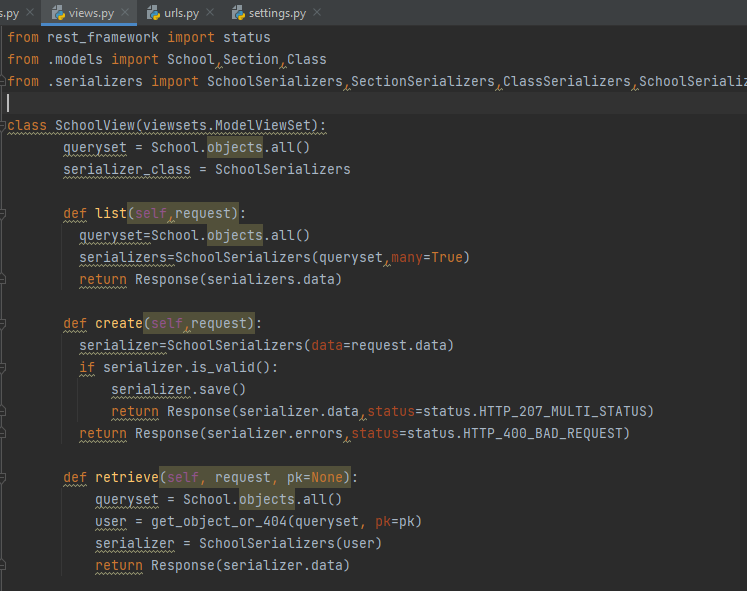 s.py views.py urls.py settings.py
from rest_framework import status
from .models import School,Section,Class
from .serializers import SchoolSerializers,SectionSerializers,ClassSerializers,SchoolSerializ
class SchoolView(viewsets.ModelViewSet):
queryset = School.objects.all()
serializer_class = SchoolSerializers
def list(self,request):
queryset=School.objects.all()
serializers=SchoolSerializers(queryset,many=True)
return Response(serializers.data)
def create(self,request):
serializer=SchoolSerializers(data=request.data)
if serializer.is_valid():
serializer.save()
return Response(serializer.data,status=status.HTTP_207_MULTI_STATUS)
return Response(serializer.errors,status=status.HTTP_400_BAD_REQUEST)
def retrieve(self, request, pk=None):
queryset = School.objects.all()
user = get_object_or_404(queryset, pk=pk)
serializer = SchoolSerializers(user)
return Response(serializer.data)